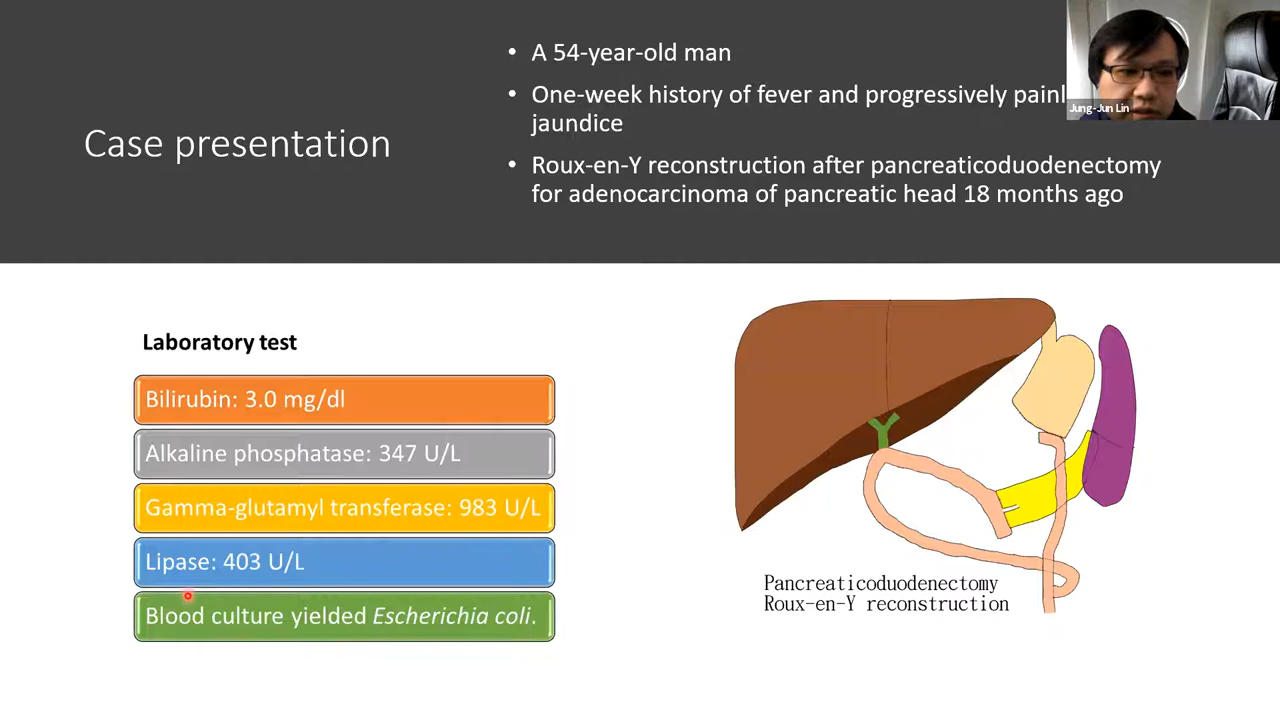 Case presentation
• A 54-year-old man
• One-week history of fever and progressively
jaundice
• Roux-en-Y reconstruction after pancreaticoduodenectomy
for adenocarcinoma of pancreatic head 18 months ago
Jung-Jun Lin
Laboratory test
Bilirubin: 3.0 mg/dl
Alkaline phosphatase: 347 U/L
Gamma-glutamyl transferase: 983 U/L
Lipase: 403 U/L
Blood culture yielded Escherichia coli.
Pancreaticoduodenectomy
Roux-en-Y reconstruction